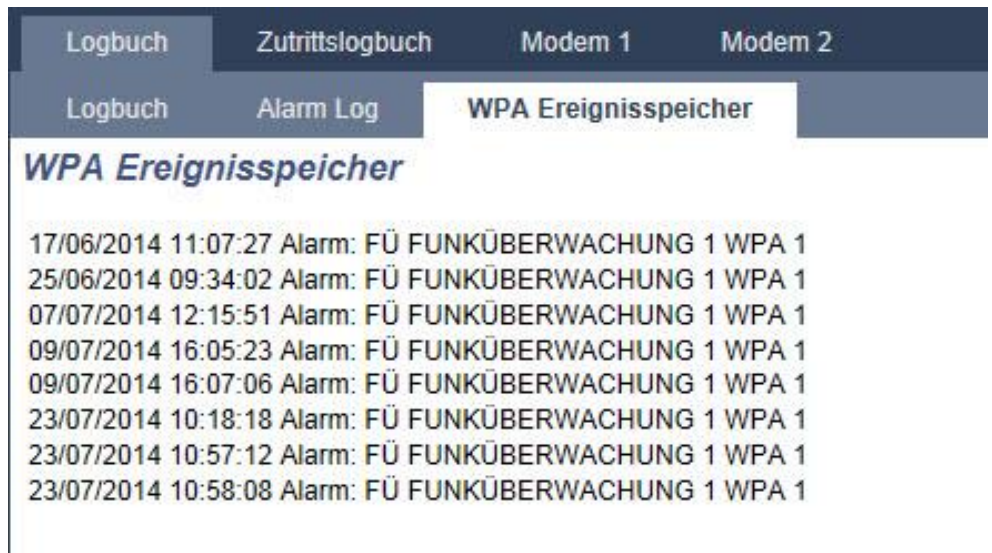 Logbuch Zutrittslogbuch Modem 1 Modem 2
Logbuch Alarm Log WPA Ereignisspeicher
WPA Ereignisspeicher
17/06/2014 11:07:27 Alarm: FÜ FUNKÜBERWACHUNG 1 WPA 1
25/06/2014 09:34:02 Alarm: FÜ FUNKÜBERWACHUNG 1 WPA 1
07/07/2014 12:15:51 Alarm: FÜ FUNKÜBERWACHUNG 1 WPA 1
09/07/2014 16:05:23 Alarm: FÜ FUNKÜBERWACHUNG 1 WPA 1
09/07/2014 16:07:06 Alarm: FÜ FUNKÜBERWACHUNG 1 WPA 1
23/07/2014 10:18:18 Alarm: FÜ FUNKÜBERWACHUNG 1 WPA 1
23/07/2014 10:57:12 Alarm: FÜ FUNKÜBERWACHUNG 1 WPA 1
23/07/2014 10:58:08 Alarm: FÜ FUNKÜBERWACHUNG 1 WPA 1